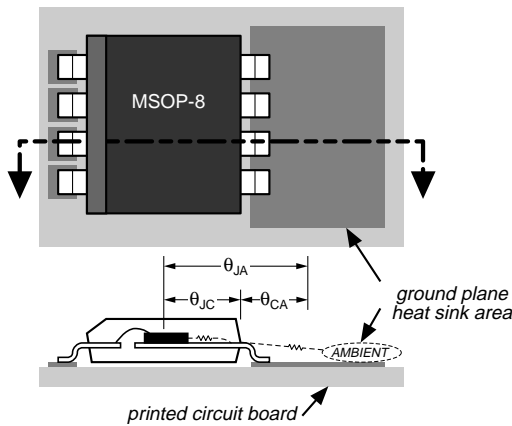 MSOP-8
θJA
θJC
θCA
ground plane
heat sink area
AMBIENT
printed circuit board